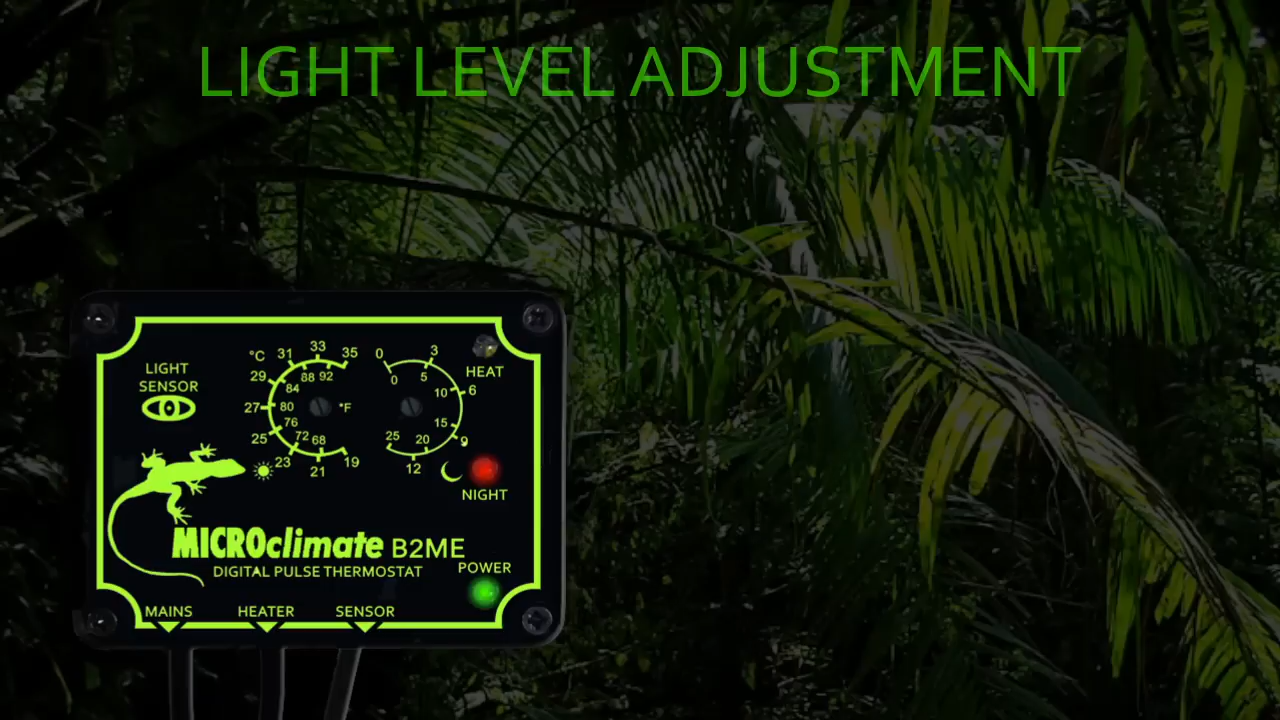 LIGHT LEVEL ADJUSTMENT
LIGHT
SENSOR
°C 31 33 35
29
27
25
23
21
19
88 92
84
80
76
72 68
°F
0 3
6
9
12
0 5
10
15
20
25
HEAT
NIGHT
MICROclimate B2ME
DIGITAL PULSE THERMOSTAT
POWER
MAINS HEATER SENSOR